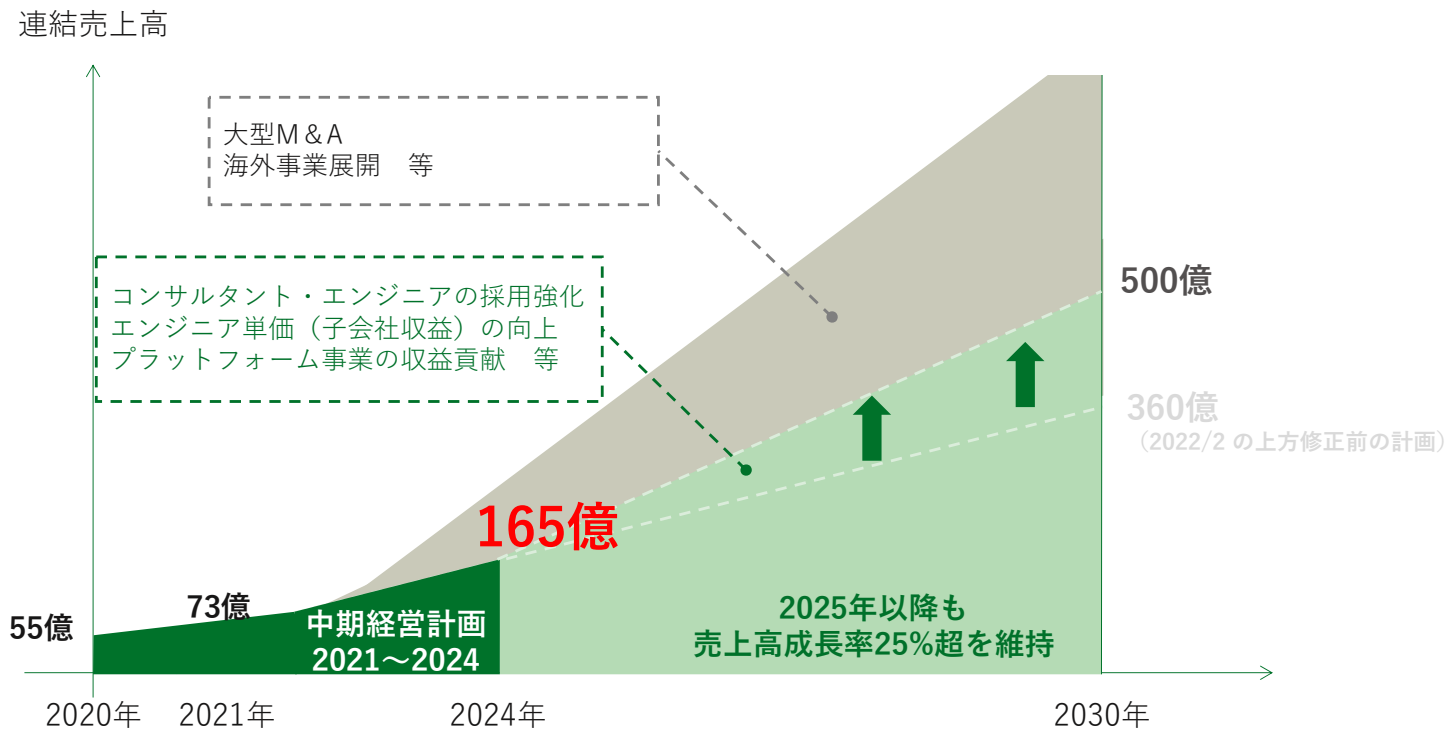 連結売上高
大型M&A
海外事業展開　等
コンサルタント・エンジニアの採用強化
エンジニア単価（子会社収益）の向上
プラットフォーム事業の収益貢献　等
500億
360億
（2022/2 の上方修正前の計画）
165億
73億
55億
中期経営計画
2021～2024
2025年以降も
売上高成長率25%超を維持
2020年
2021年
2024年
2030年